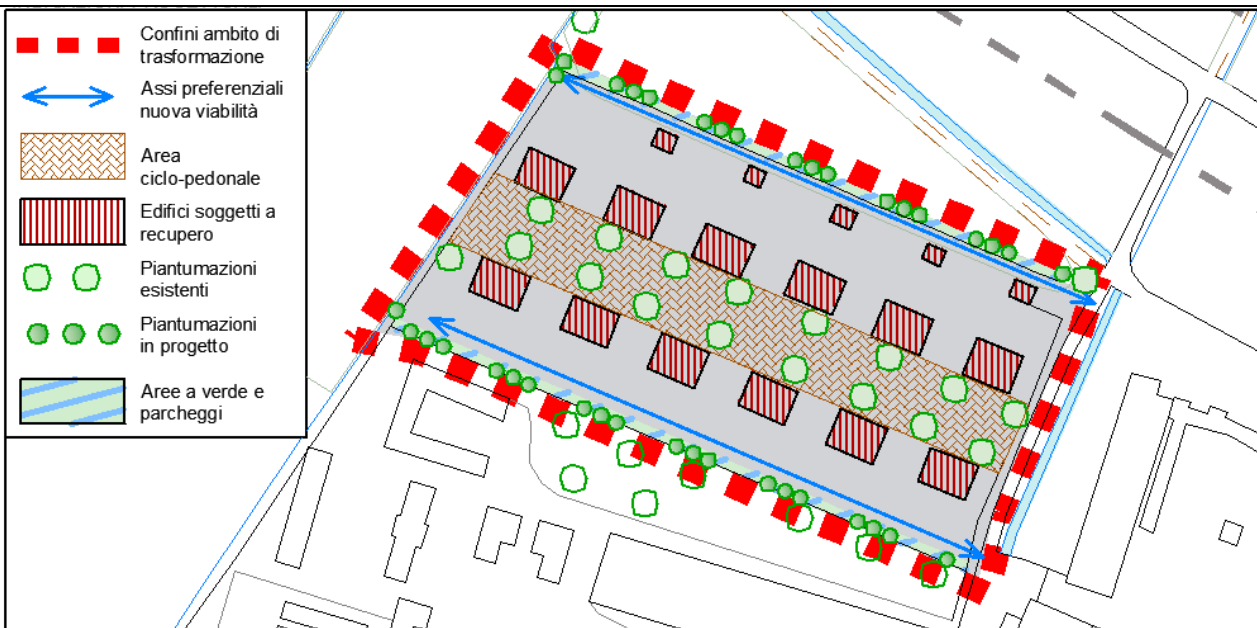 Confini ambito di
trasformazione
Assi preferenziali
nuova viabilità
Area
ciclo-pedonale
Edifici soggetti a
recupero
Piantumazioni
esistenti
Piantumazioni
in progetto
Aree a verde e
parcheggi